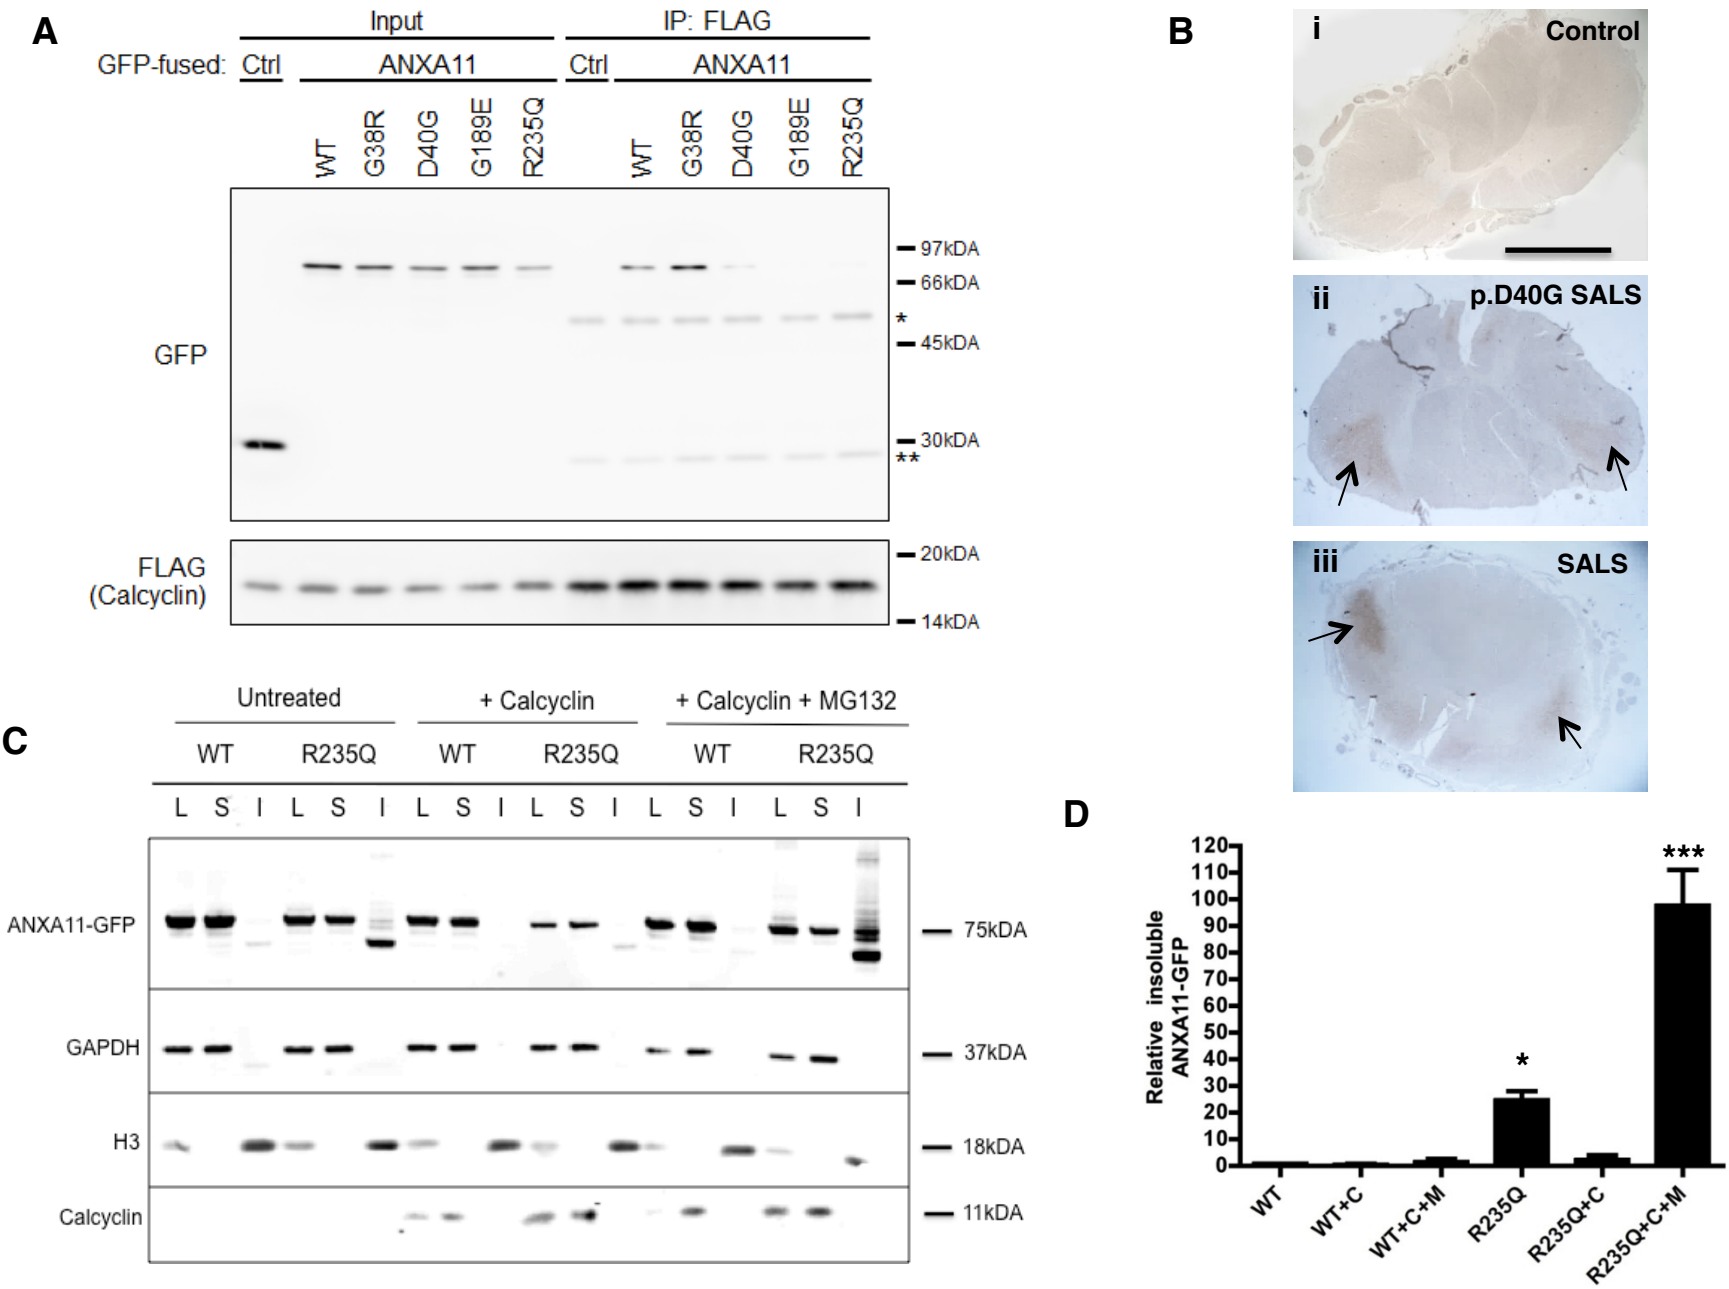 A
Input
IP: FLAG
GFP-fused: Ctrl ANXA11 Ctrl ANXA11
WT G38R D40G G189E R235Q WT G38R D40G G189E R235Q
GFP
97kDA
66kDA
*
45kDA
30kDA
**
FLAG
(Calcyclin)
20kDA
14kDA
B
i Control
ii p.D40G SALS
iii SALS
C
Untreated + Calcyclin + Calcyclin + MG132
WT R235Q WT R235Q WT R235Q
L S I L S I L S I L S I L S I L S I
ANXA11-GFP 75kDA
GAPDH 37kDA
H3 18kDA
Calcyclin 11kDA
D
Relative insoluble
ANXA11-GFP
120
110
100
90
80
70
60
50
40
30
20
10
0
*
***
WT WT+C WT+C+M R235Q R235Q+C R235Q+C+M